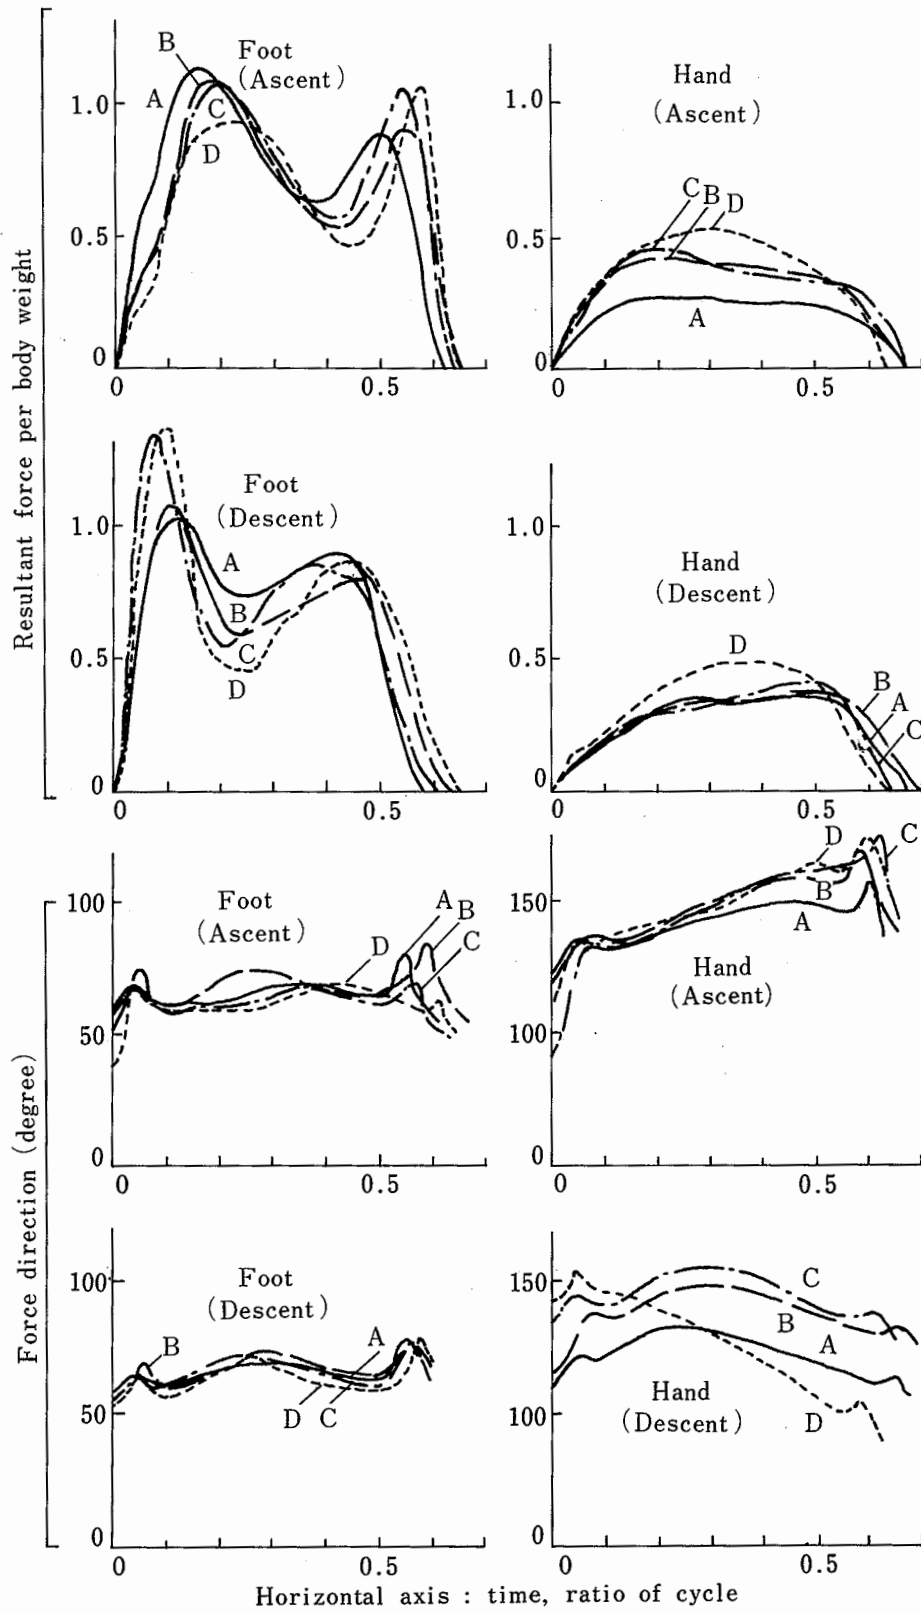 Resultant force per body weight
Force direction (degree)
Foot
(Ascent)
B
A
C
D
1.0
0.5
0
0
0.5
Hand
(Ascent)
1.0
C B D
0.5
A
0
0
0.5
Foot
(Descent)
1.0
A
B
C
0.5
D
0
0
0.5
1.0
Hand
(Descent)
D
0.5
B
A
C
0
0
0.5
100
Foot
(Ascent)
A
B
D
C
50
0
0
0.5
D
C
150
B
A
Hand
(Ascent)
100
0
0
0.5
100
Foot
(Descent)
B
A
50
D C
0
0
0.5
150
C
B
A
Hand
(Descent)
100
D
0
0
0.5
Horizontal axis : time, ratio of cycle